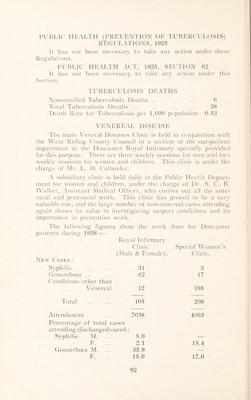 PUBLIC HEALTH (PREVENTION OF TUBERCULOSIS)
REGULATIONS, 1925
It has not been necessary to take any action under these
Regulations.
PUBLIC HEALTH ACT, 1925, SECTION 62
It has not been necessary to take any action under this
Section.
TUBERCULOSIS DEATHS
Non-notified Tuberculosis Deaths ... 6
Total Tuberculosis Deaths ... 38
Death Rate for Tuberculosis per 1,000 population 0.53
VENEREAL DISEASE
The main Veneral Diseases Clinic is held in conjunction with
the West Riding County Council in a section of the out-patient
department at the Doncaster Royal Infirmary specially provided
for this purpose. There are three weekly sessions for men and two
weekly sessions for women and children. This clinic is under the
charge of Mr. L. D. Callander.
A subsidiary clinic is held daily in the Public Health Depart-
ment for women and children, under the charge of Dr. S. C. R.
Walker, Assistant Medical Officer, who carries out all the ante-
natal and post-natal work. This clinic has proved to be a very
valuable one, and the large number of non-venereal cases attending
again shows its value in investigating suspect conditions and its
importance in preventive work.
The following figures show the work done for Doncaster
patients during 1938 :—
Royal Infirmary
Clinic Special Women's
(Male & Female). Clinic.
NEW CASES :
Syphilis ... 31 3
Gonorrhœa ... 62 17
Conditions other than
Venereal 12 188
Total ... 105 208
Attendances 7038 4063
Percentage of total cases
attending discharged cured :
Syphilis M. ... 5.0 —
F. ... 2.1 15.4
Gonorrhœa M. ... 33.9 —
F. ... 15.0 17.0
92